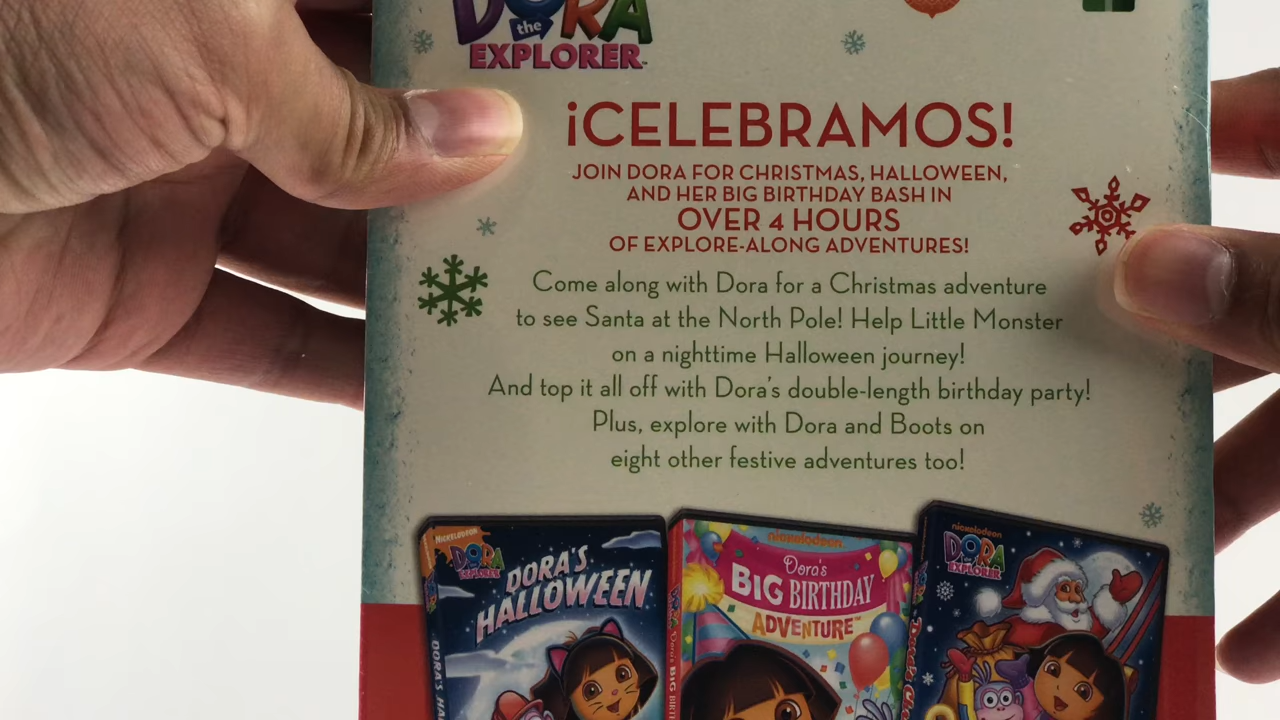 DORA
the
EXPLORER
¡CELEBRAMOS!
JOIN DORA FOR CHRISTMAS, HALLOWEEN,
AND HER BIG BIRTHDAY BASH IN
OVER 4 HOURS
OF EXPLORE-ALONG ADVENTURES!
Come along with Dora for a Christmas adventure
to see Santa at the North Pole! Help Little Monster
on a nighttime Halloween journey!
And top it all off with Dora's double-length birthday party!
Plus, explore with Dora and Boots on
eight other festive adventures too!
NICKELODEON
DORA
EXPLORER
DORA'S
HALLOWEEN
nickelodeon
Dora's
BIG BIRTHDAY
ADVENTURE™
nickelodeon
DORA
the
EXPLORER